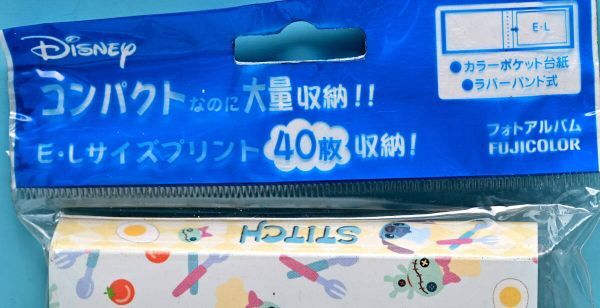 Disney
コンパクトなのに大量収納!!
E・Lサイズプリント40枚収納!
E・L
●カラーポケット台紙
●ラバーバンド式
フォトアルバム
FUJICOLOR
STITCH